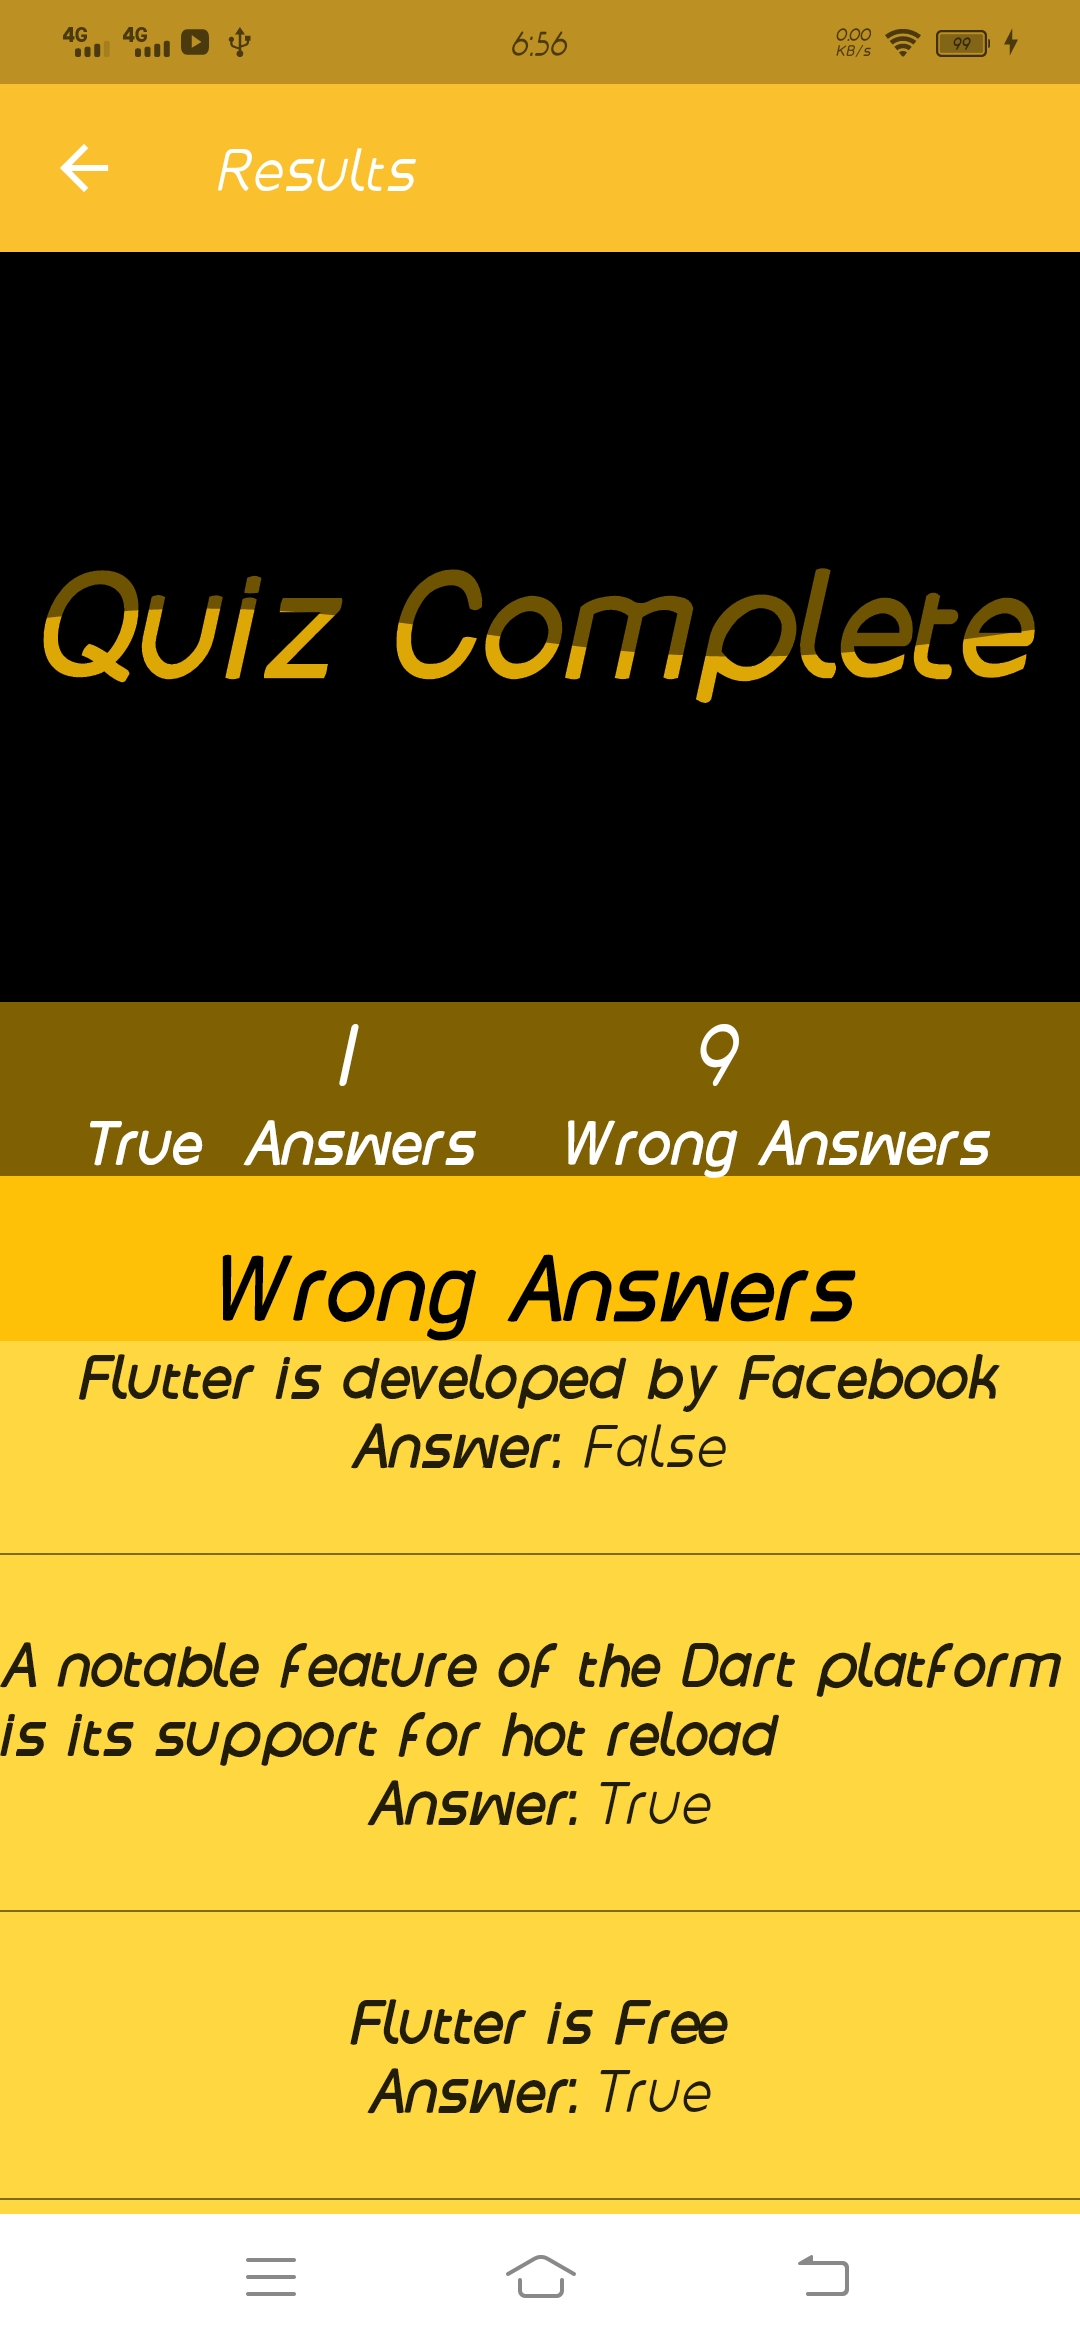 4G 4G 6:56 0.00 KB/s 99
Results
Quiz Complete
1 9
True Answers Wrong Answers
Wrong Answers
Flutter is developed by Facebook
Answer: False
A notable feature of the Dart platform
is its support for hot reload
Answer: True
Flutter is Free
Answer: True